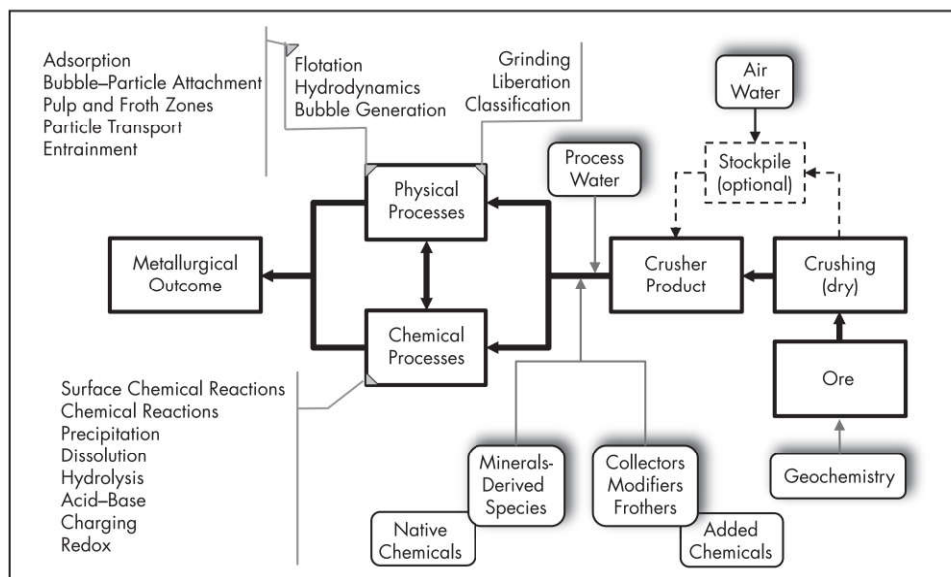 Adsorption
Bubble–Particle Attachment
Pulp and Froth Zones
Particle Transport
Entrainment
Flotation
Hydrodynamics
Bubble Generation
Grinding
Liberation
Classification
Air
Water
Process
Water
Stockpile
(optional)
Physical
Processes
Metallurgical
Outcome
Crusher
Product
Crushing
(dry)
Chemical
Processes
Ore
Surface Chemical Reactions
Chemical Reactions
Precipitation
Dissolution
Hydrolysis
Acid–Base
Charging
Redox
Minerals-
Derived
Species
Collectors
Modifiers
Frothers
Geochemistry
Native
Chemicals
Added
Chemicals